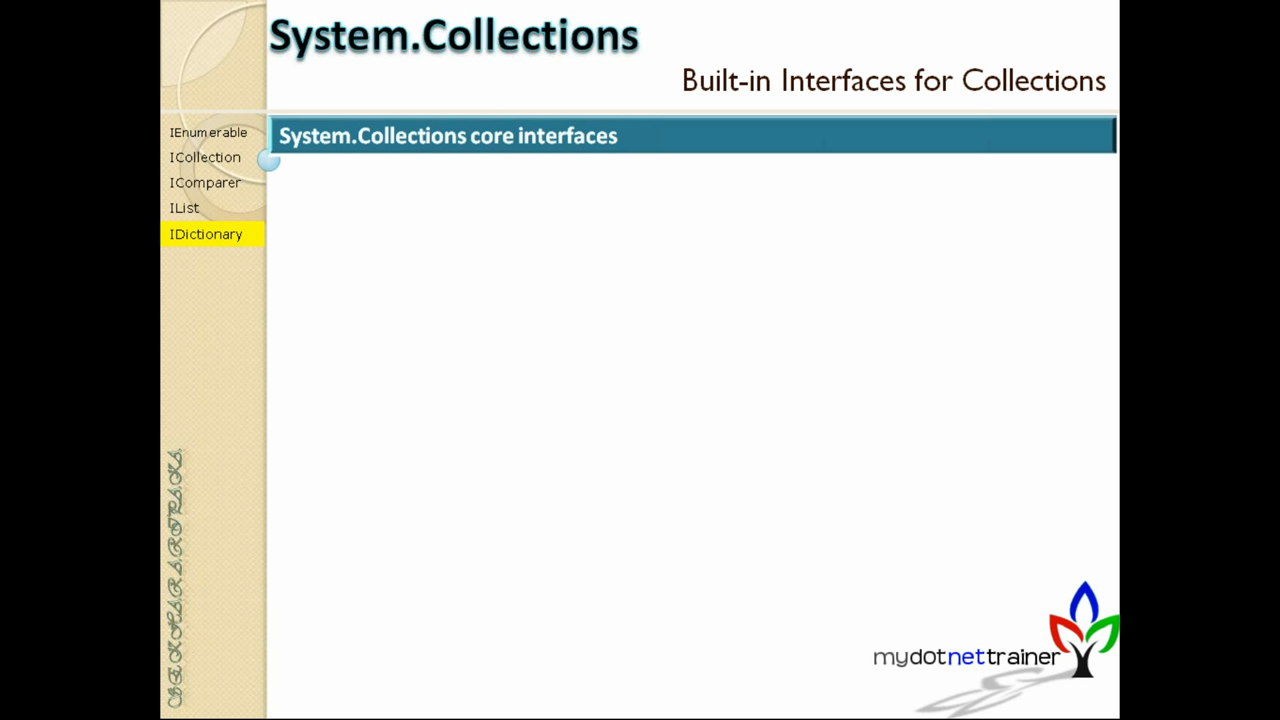 System.Collections
Built-in Interfaces for Collections
IEnumerable
ICollection
IComparer
IList
IDictionary
System.Collections core interfaces
mydotnettrainer